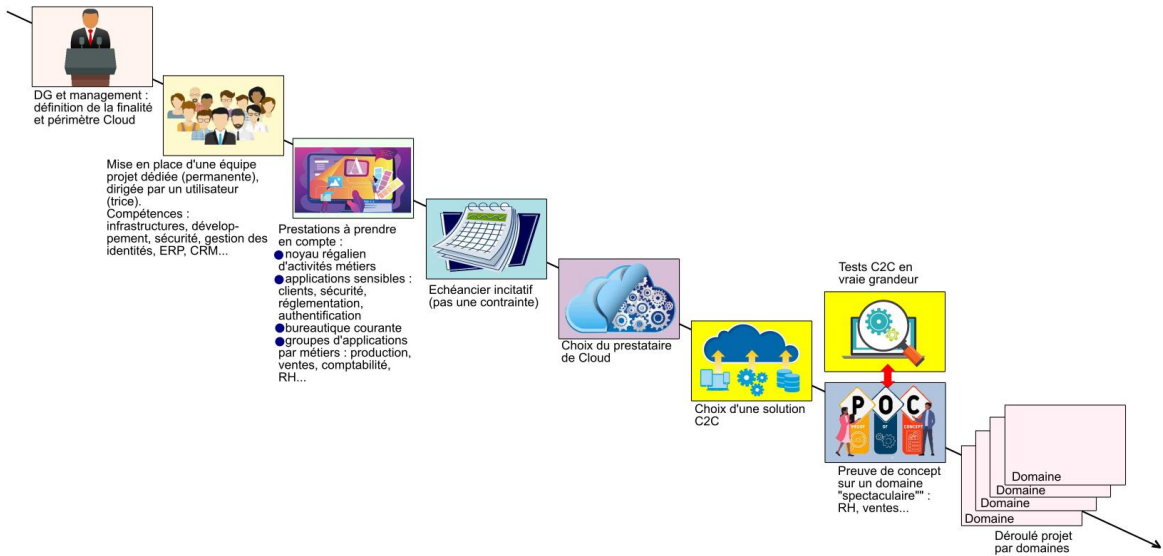 DG et management :
définition de la finalité
et périmètre Cloud
Mise en place d'une équipe
projet dédiée (permanente),
dirigée par un utilisateur
(trice).
Compétences :
infrastructures, dévelop-
pement, sécurité, gestion des
identités, ERP, CRM...
Prestations à prendre
en compte :
noyau régalien
d'activités métiers
applications sensibles :
clients, sécurité,
réglementation,
authentification
bureautique courante
groupes d'applications
par métiers : production,
ventes, comptabilité,
RH...
Echéancier incitatif
(pas une contrainte)
Choix du prestataire
de Cloud
Choix d'une solution
C2C
Tests C2C en
vraie grandeur
P O C
PROOF OF CONCEPT
Preuve de concept
sur un domaine
"spectaculaire"" :
RH, ventes...
Domaine
Domaine
Domaine
Domaine
Déroulé projet
par domaines